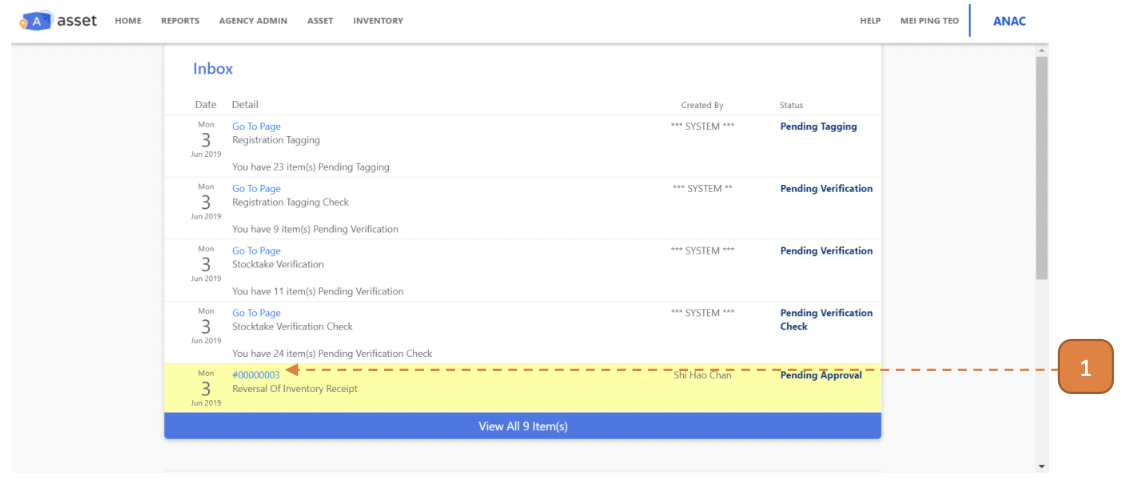 asset HOME REPORTS AGENCY ADMIN ASSET INVENTORY HELP MEI PING TEO ANAC
Inbox
Date Detail Created By Status
Mon
3
Jun 2019
Go To Page
Registration Tagging
You have 23 item(s) Pending Tagging
*** SYSTEM ***
Pending Tagging
Mon
3
Jun 2019
Go To Page
Registration Tagging Check
You have 9 item(s) Pending Verification
*** SYSTEM **
Pending Verification
Mon
3
Jun 2019
Go To Page
Stocktake Verification
You have 11 item(s) Pending Verification
*** SYSTEM ***
Pending Verification
Mon
3
Jun 2019
Go To Page
Stocktake Verification Check
You have 24 item(s) Pending Verification Check
*** SYSTEM ***
Pending Verification
Check
Mon
3
Jun 2019
#00000003
Reversal Of Inventory Receipt
Shi Hao Chan
Pending Approval
1
View All 9 Item(s)